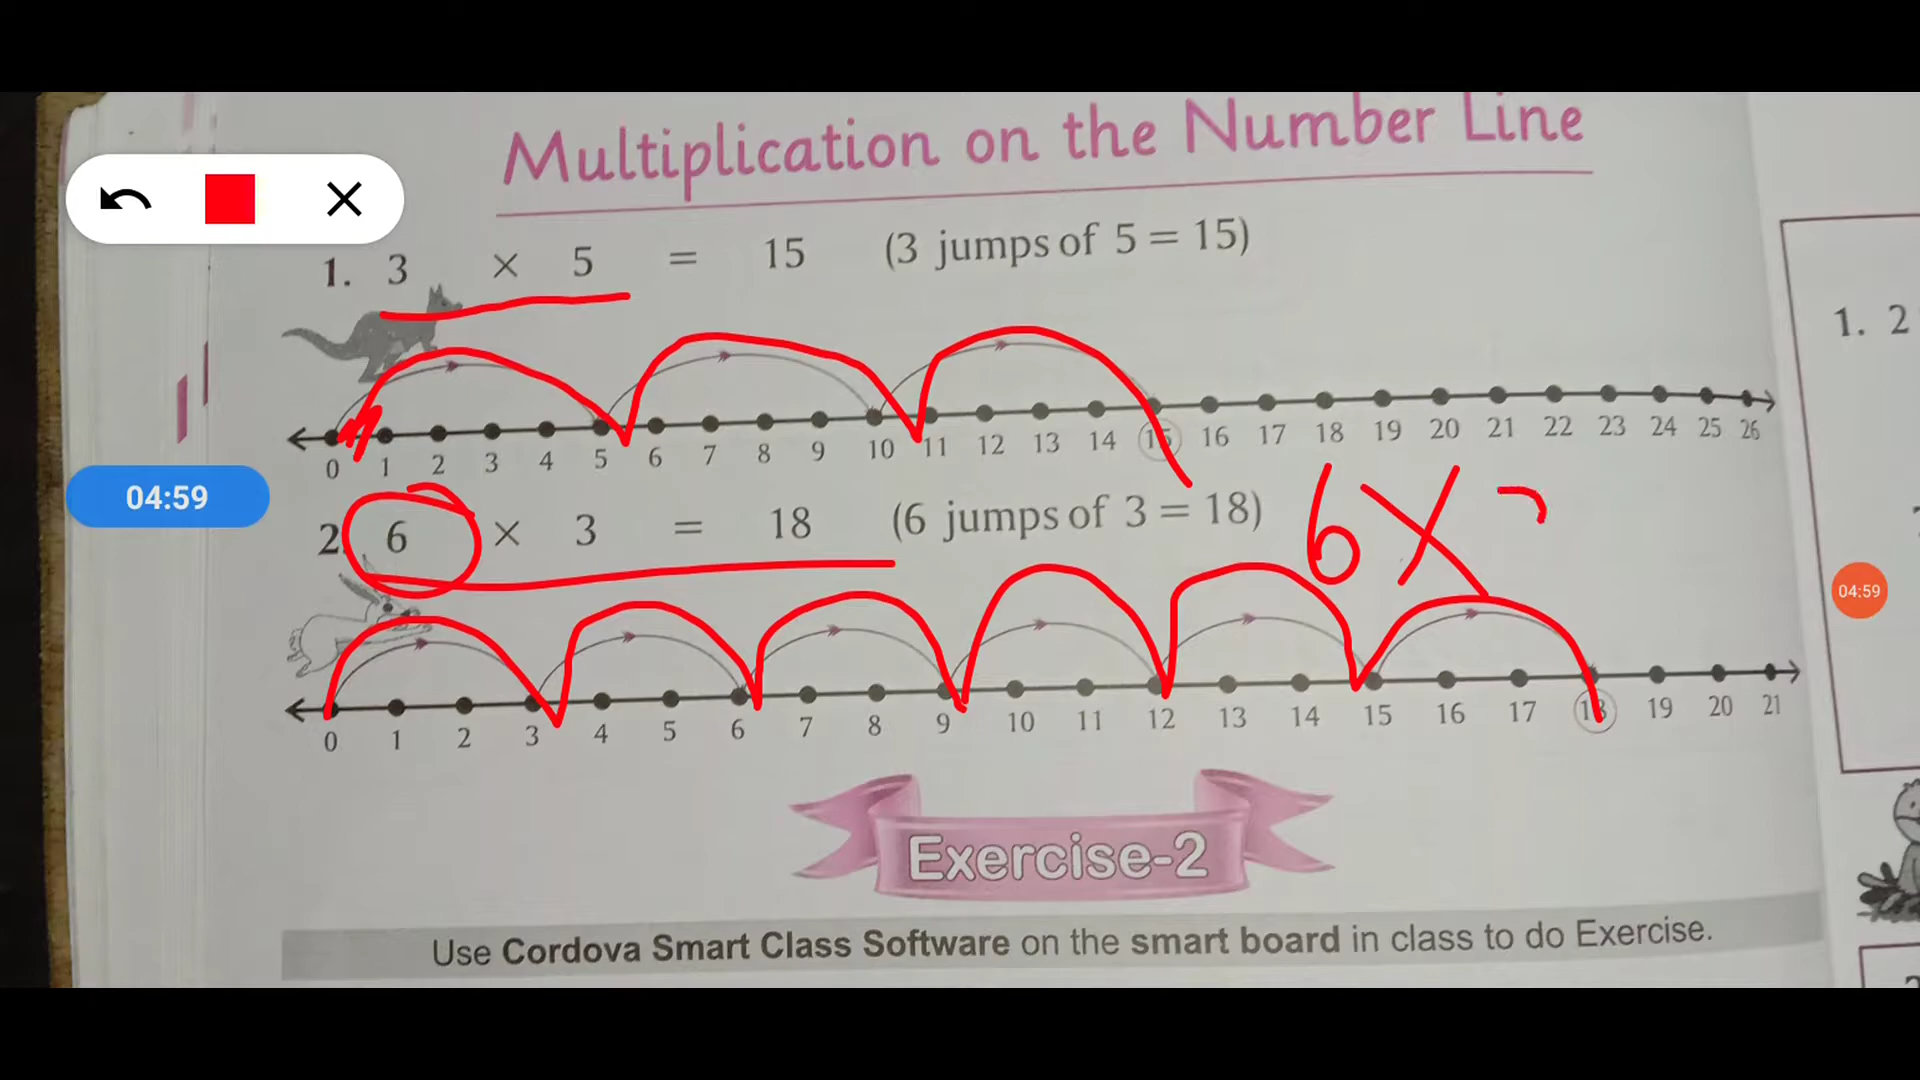 Multiplication on the Number Line
1. 3 × 5 = 15 (3 jumps of 5 = 15)
0 1 2 3 4 5 6 7 8 9 10 11 12 13 14 15 16 17 18 19 20 21 22 23 24 25 26
04:59
2. 6 × 3 = 18 (6 jumps of 3 = 18)
6 ×
0 1 2 3 4 5 6 7 8 9 10 11 12 13 14 15 16 17 18 19 20 21
Exercise-2
Use Cordova Smart Class Software on the smart board in class to do Exercise.
1. 2
04:59